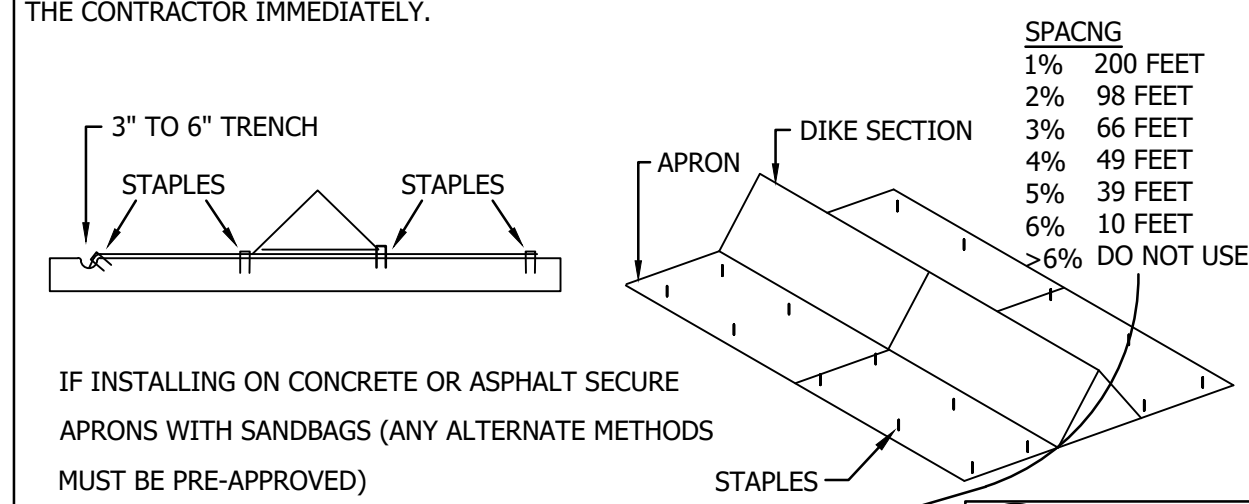 THE CONTRACTOR IMMEDIATELY.
SPACNG
1% 200 FEET
2% 98 FEET
3% 66 FEET
4% 49 FEET
5% 39 FEET
6% 10 FEET
>6% DO NOT USE
3" TO 6" TRENCH
STAPLES
STAPLES
APRON
DIKE SECTION
IF INSTALLING ON CONCRETE OR ASPHALT SECURE
APRONS WITH SANDBAGS (ANY ALTERNATE METHODS
MUST BE PRE-APPROVED)
STAPLES